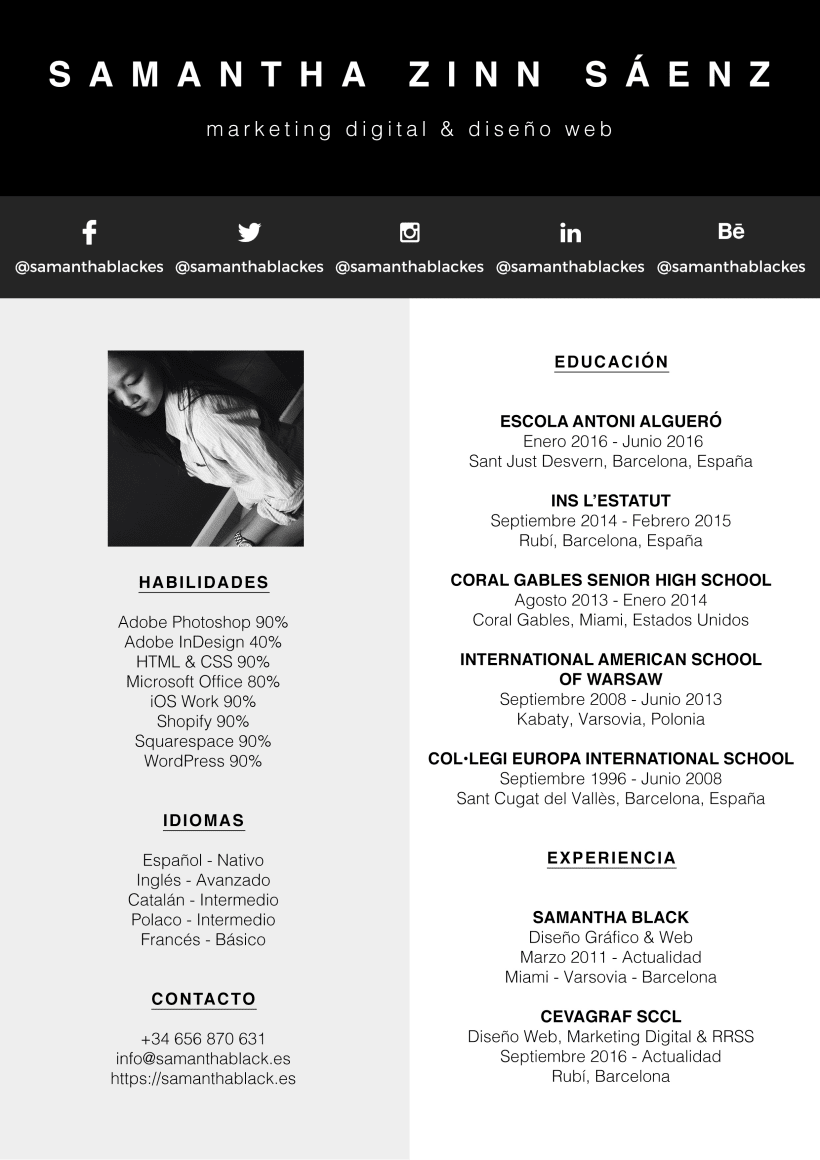 SAMANTHA ZINN SÁENZ
marketing digital & diseño web
@samanthablackes @samanthablackes @samanthablackes @samanthablackes @samanthablackes
HABILIDADES
Adobe Photoshop 90%
Adobe InDesign 40%
HTML & CSS 90%
Microsoft Office 80%
iOS Work 90%
Shopify 90%
Squarespace 90%
WordPress 90%
IDIOMAS
Español - Nativo
Inglés - Avanzado
Catalán - Intermedio
Polaco - Intermedio
Francés - Básico
CONTACTO
+34 656 870 631
info@samanthablack.es
https://samanthablack.es
EDUCACIÓN
ESCOLA ANTONI ALGUERÓ
Enero 2016 - Junio 2016
Sant Just Desvern, Barcelona, España
INS L’ESTATUT
Septiembre 2014 - Febrero 2015
Rubí, Barcelona, España
CORAL GABLES SENIOR HIGH SCHOOL
Agosto 2013 - Enero 2014
Coral Gables, Miami, Estados Unidos
INTERNATIONAL AMERICAN SCHOOL
OF WARSAW
Septiembre 2008 - Junio 2013
Kabaty, Varsovia, Polonia
COL•LEGI EUROPA INTERNATIONAL SCHOOL
Septiembre 1996 - Junio 2008
Sant Cugat del Vallès, Barcelona, España
EXPERIENCIA
SAMANTHA BLACK
Diseño Gráfico & Web
Marzo 2011 - Actualidad
Miami - Varsovia - Barcelona
CEVAGRAF SCCL
Diseño Web, Marketing Digital & RRSS
Septiembre 2016 - Actualidad
Rubí, Barcelona